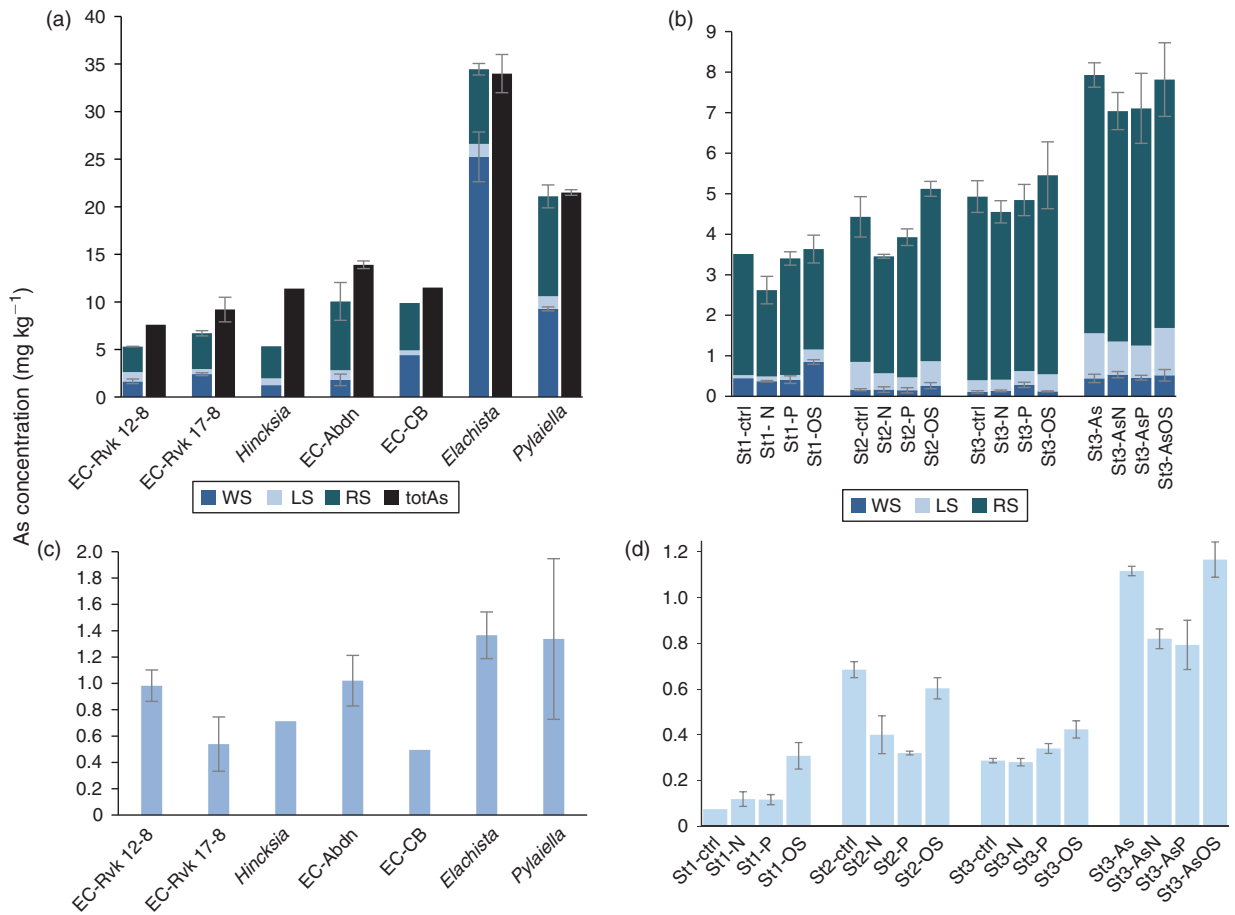 As concentration (mg kg⁻¹)
(a)
40
35
30
25
20
15
10
5
0
EC-Rvk 12-8
EC-Rvk 17-8
Hincksia
EC-Abdn
EC-CB
Elachista
Pylaiella
WS LS RS totAs
(b)
9
8
7
6
5
4
3
2
1
0
St1-ctrl
St1- N
St1-P
St1-OS
St2-ctrl
St2-N
St2-P
St2-OS
St3-ctrl
St3-N
St3-P
St3-OS
St3-As
St3-AsN
St3-AsP
St3-AsOS
WS LS RS
(c)
2.0
1.8
1.6
1.4
1.2
1.0
0.8
0.6
0.4
0.2
0
EC-Rvk 12-8
EC-Rvk 17-8
Hincksia
EC-Abdn
EC-CB
Elachista
Pylaiella
(d)
1.2
1.0
0.8
0.6
0.4
0.2
0
St1-ctrl
St1-N
St1-P
St1-OS
St2-ctrl
St2-N
St2-P
St2-OS
St3-ctrl
St3-N
St3-P
St3-OS
St3-As
St3-AsN
St3-AsP
St3-AsOS